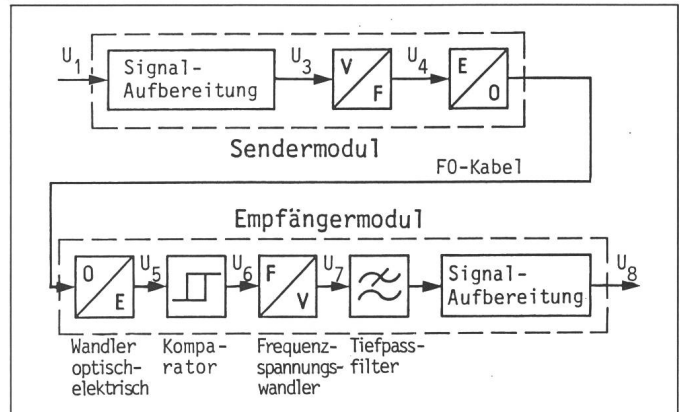 U1
Signal-
Aufbereitung
U3
V
F
U4
E
O
Sendermodul
FO-Kabel
Empfängermodul
O
E
U5
U6
F
V
U7
Signal-
Aufbereitung
U8
Wandler
optisch-
elektrisch
Kompa-
rator
Frequenz-
spannungs-
wandler
Tiefpass-
filter